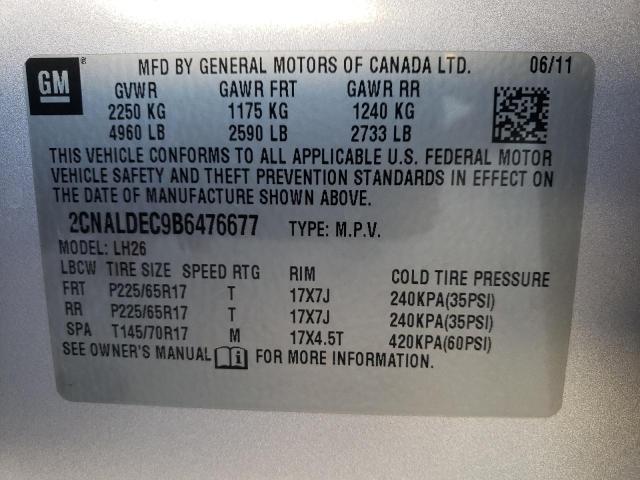 GM ®
MFD BY GENERAL MOTORS OF CANADA LTD. 06/11
GVWR GAWR FRT GAWR RR
2250 KG 1175 KG 1240 KG
4960 LB 2590 LB 2733 LB
THIS VEHICLE CONFORMS TO ALL APPLICABLE U.S. FEDERAL MOTOR
VEHICLE SAFETY AND THEFT PREVENTION STANDARDS IN EFFECT ON
THE DATE OF MANUFACTURE SHOWN ABOVE.
2CNALDEC9B6476677 TYPE: M.P.V.
MODEL: LH26
LBCW TIRE SIZE SPEED RTG RIM COLD TIRE PRESSURE
FRT P225/65R17 T 17X7J 240KPA(35PSI)
RR P225/65R17 T 17X7J 240KPA(35PSI)
SPA T145/70R17 M 17X4.5T 420KPA(60PSI)
SEE OWNER'S MANUAL i FOR MORE INFORMATION.